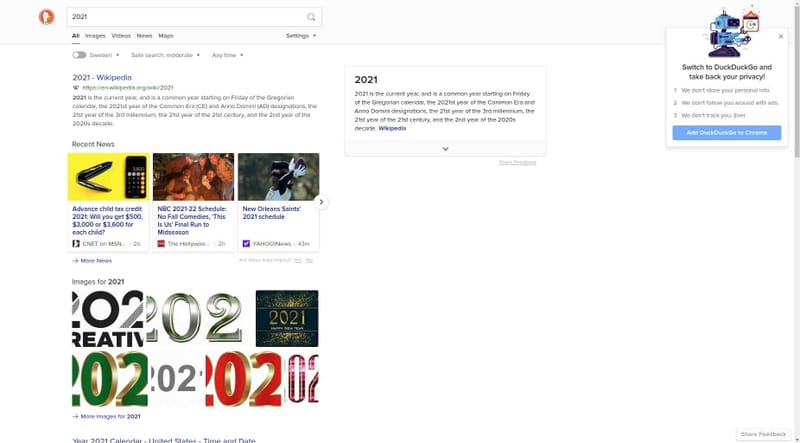 2021
All Images Videos News Maps Settings
Sweden Safe search: moderate Any time
2021 - Wikipedia
W https://en.wikipedia.org/wiki/2021
2021 is the current year, and is a common year starting on Friday of the Gregorian
calendar, the 2021st year of the Common Era (CE) and Anno Domini (AD) designations, the
21st year of the 3rd millennium, the 21st year of the 21st century, and the 2nd year of the
2020s decade.
Recent News
Advance child tax credit
2021: Will you get $500,
$3,000 or $3,600 for
each child?
CNET on MSN... | 2h
NBC 2021-22 Schedule:
No Fall Comedies, 'This
Is Us' Final Run to
Midseason
The Hollywoo... | 2h
New Orleans Saints'
2021 schedule
YAHOO!News | 43m
→ More News
Are these links helpful? Yes No
Images for 2021
202
REATIV
202
2021
HAPPY NEW YEAR
202
202
202
202
→ More Images for 2021
Year 2021 Calendar - United States - Time and Date
2021
2021 is the current year, and is a common year starting on Friday
of the Gregorian calendar, the 2021st year of the Common Era and
Anno Domini designations, the 21st year of the 3rd millennium, the
21st year of the 21st century, and the 2nd year of the 2020s
decade. Wikipedia
Share Feedback
Switch to DuckDuckGo and
take back your privacy!
1 We don't store your personal info.
2 We don't follow you around with ads.
3 We don't track you. Ever.
Add DuckDuckGo to Chrome
Share Feedback